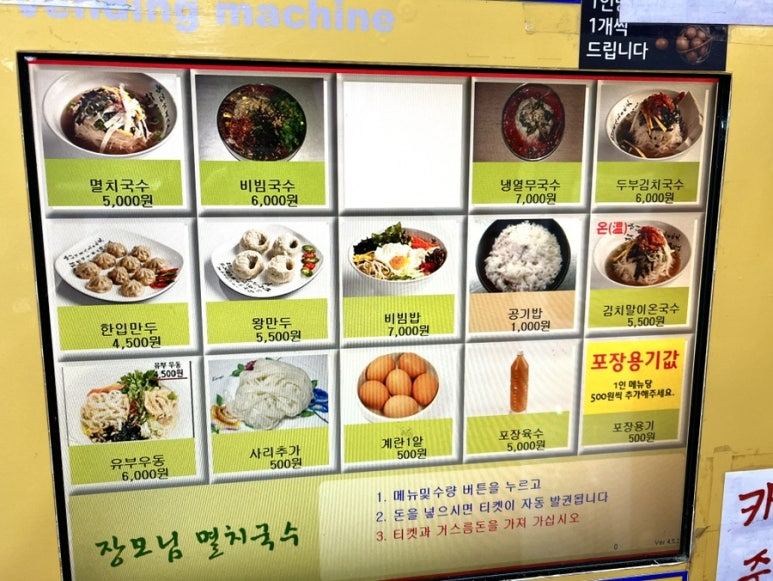 vending machine
1개씩
드립니다
멸치국수
5,000원
비빔국수
6,000원
냉열무국수
7,000원
두부김치국수
6,000원
한입만두
4,500원
왕만두
5,500원
비빔밥
7,000원
공기밥
1,000원
온(溫)
김치말이온국수
5,500원
유부 우동
4,500원
유부우동
6,000원
사리추가
500원
계란1알
500원
포장육수
5,000원
포장용기값
1인 메뉴당
500원씩 추가해주세요.
포장용기
500원
장모님 멸치국수
1. 메뉴및수량 버튼을 누르고
2. 돈을 넣으시면 티켓이 자동 발권됩니다
3. 티켓과 거스름돈을 가져 가십시오
0
카